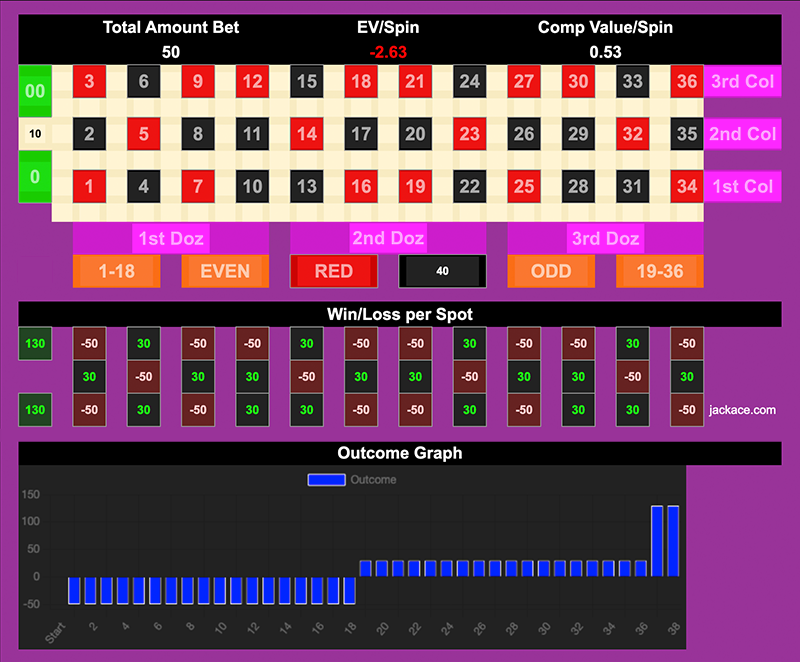 Total Amount Bet EV/Spin Comp Value/Spin
50 -2.63 0.53
00 3 6 9 12 15 18 21 24 27 30 33 36 3rd Col
10 2 5 8 11 14 17 20 23 26 29 32 35 2nd Col
0 1 4 7 10 13 16 19 22 25 28 31 34 1st Col
1st Doz 2nd Doz 3rd Doz
1-18 EVEN RED 40 ODD 19-36
Win/Loss per Spot
130 -50 30 -50 -50 30 -50 -50 30 -50 -50 30 -50
30 -50 30 30 -50 30 30 -50 30 30 -50 30
130 -50 30 -50 30 30 -50 -50 30 -50 30 30 -50 jackace.com
Outcome Graph
Outcome
150
100
50
0
-50
Start 2 4 6 8 10 12 14 16 18 20 22 24 26 28 30 32 34 36 38